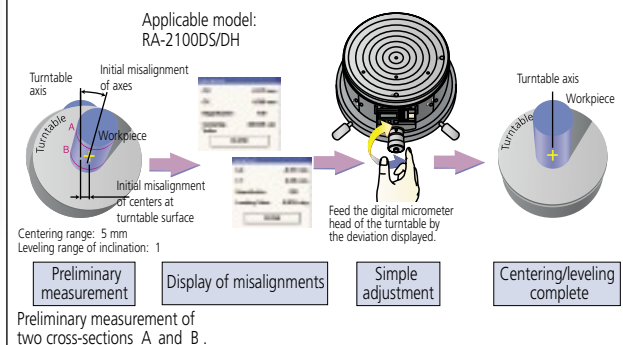 Applicable model:
RA-2100DS/DH
Turntable
axis
Initial misalignment
of axes
A
Workpiece
Turntable
B
Initial misalignment
of centers at
turntable surface
Centering range: 5 mm
Leveling range of inclination: 1
Feed the digital micrometer
head of the turntable by
the deviation displayed.
Turntable axis
Workpiece
Turntable
Preliminary
measurement
Display of misalignments
Simple
adjustment
Centering/leveling
complete
Preliminary measurement of
two cross-sections A and B .